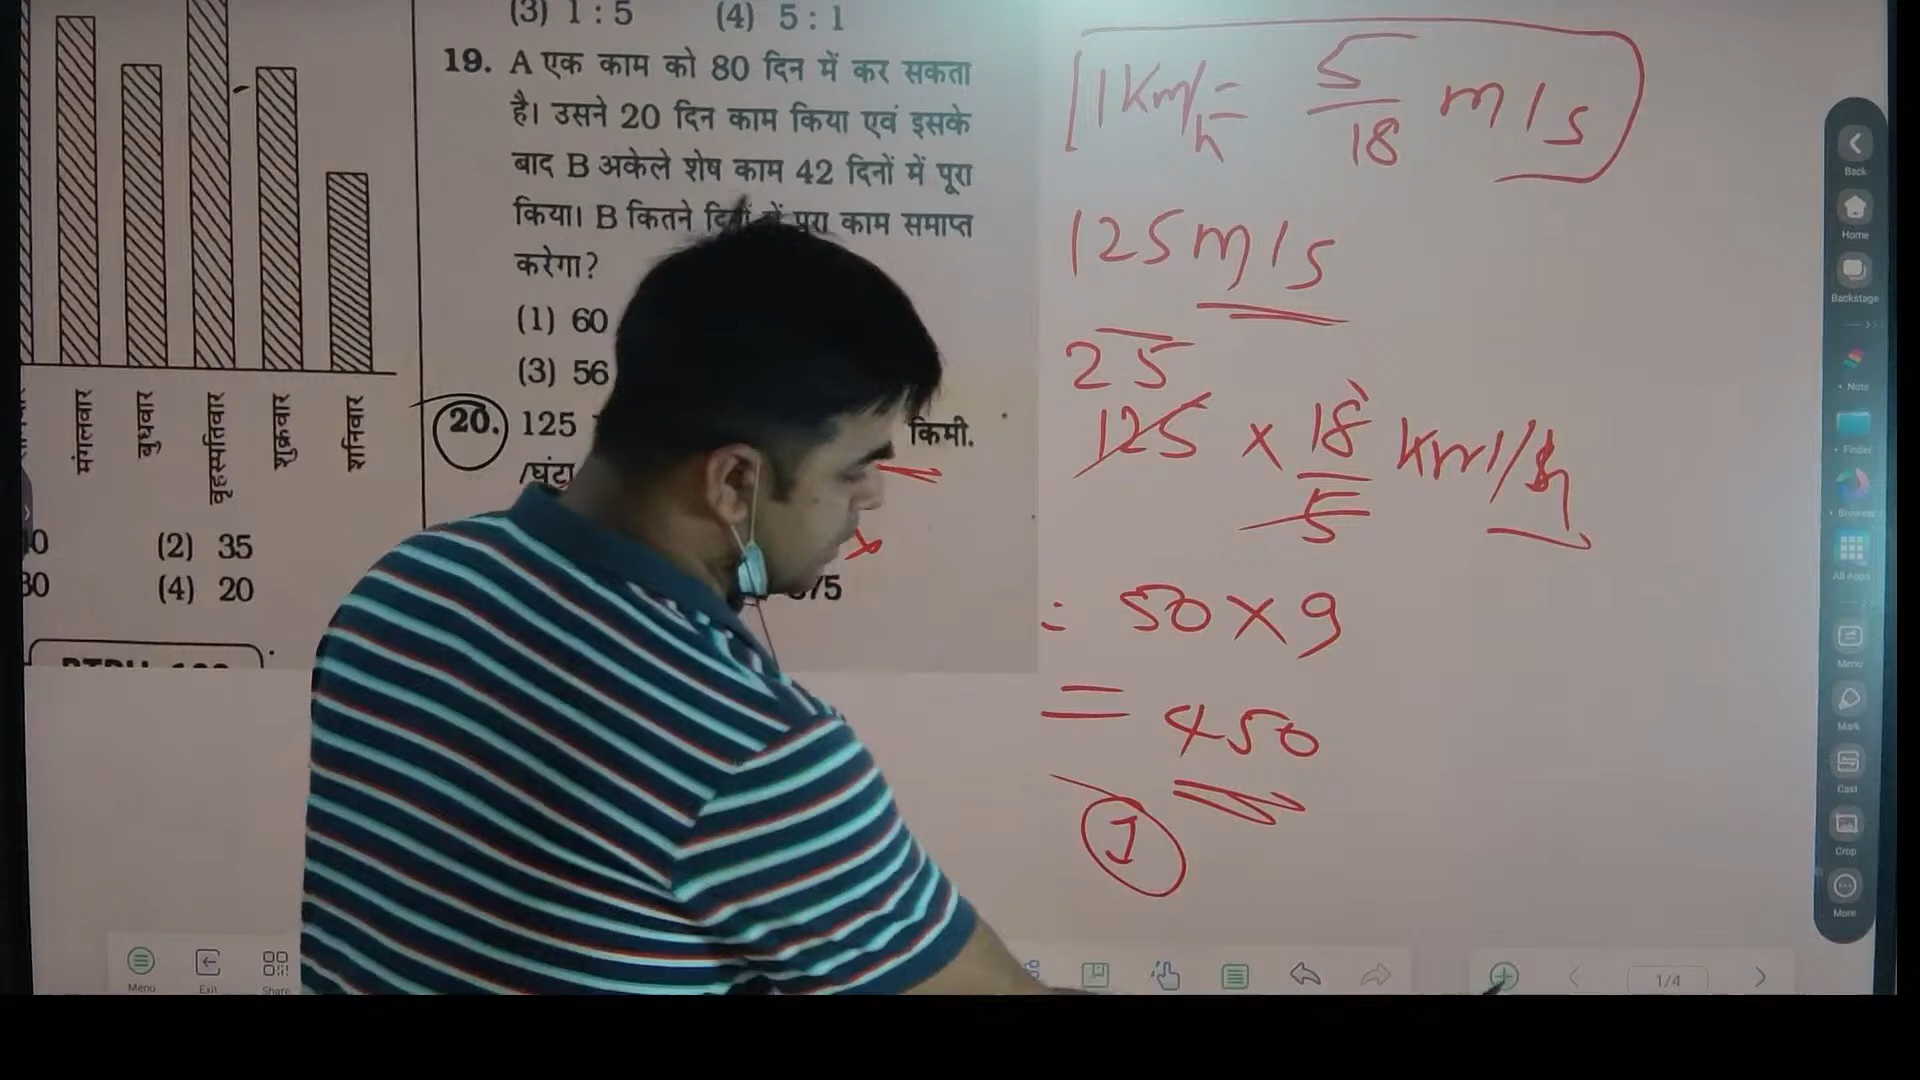 (3) 1 : 5 (4) 5 : 1
19. A एक काम को 80 दिन में कर सकता
है। उसने 20 दिन काम किया एवं इसके
बाद B अकेले शेष काम 42 दिनों में पूरा
किया। B कितने पूरा काम समाप्त
करेगा?
(1) 60
(3) 56
20. 125 किमी.
/घंटा
मंगलवार
बुधवार
वृहस्पतिवार
शुक्रवार
शनिवार
(2) 35
(4) 20
1 Km/h = 5/18 m/s
125 m/s
25
125 × 18/5 Km/h
= 50 × 9
= 450
1
Back
Home
Backstage
Note
Finder
Browser
All Apps
Menu
Mark
Cast
Crop
More
Menu
Exit
Share
1/4